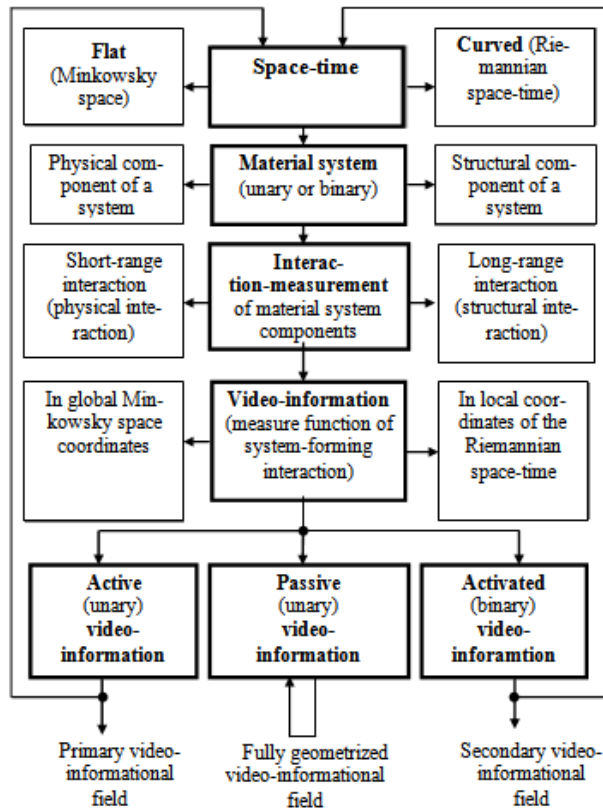 Flat
(Minkowsky
space)
Space-time
Curved (Rie-
mannian
space-time)
Physical com-
ponent of a
system
Material system
(unary or binary)
Structural com-
ponent of a
system
Short-range
interaction
(physical inte-
raction)
Interac-
tion-measurement
of material system
components
Long-range
interaction
(structural inte-
raction)
In global Min-
kowsky space
coordinates
Video-information
(measure function of
system-forming
interaction)
In local coor-
dinates of the
Riemannian
space-time
Active
(unary)
video-
information
Passive
(unary)
video-
information
Activated
(binary)
video-
inforamtion
Primary video-
informational
field
Fully geometrized
video-informational
field
Secondary video-
informational
field